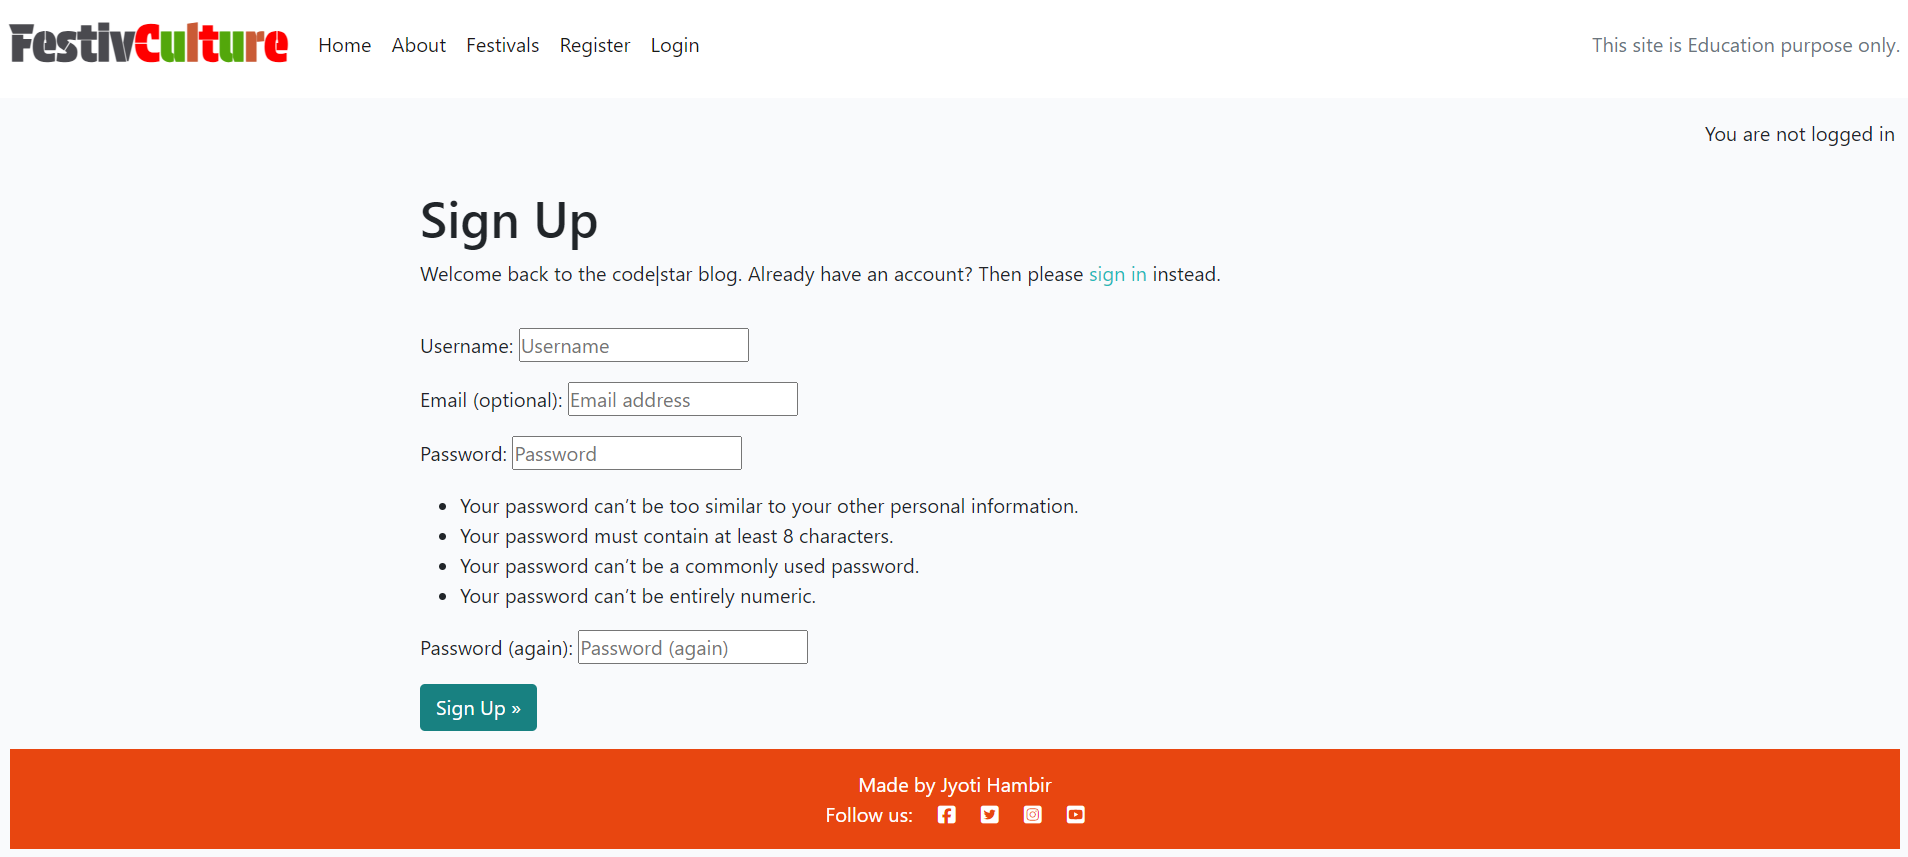 FestivCulture Home About Festivals Register Login This site is Education purpose only.
You are not logged in
Sign Up
Welcome back to the code|star blog. Already have an account? Then please sign in instead.
Username: Username
Email (optional): Email address
Password: Password
• Your password can’t be too similar to your other personal information.
• Your password must contain at least 8 characters.
• Your password can’t be a commonly used password.
• Your password can’t be entirely numeric.
Password (again): Password (again)
Sign Up »
Made by Jyoti Hambir
Follow us: